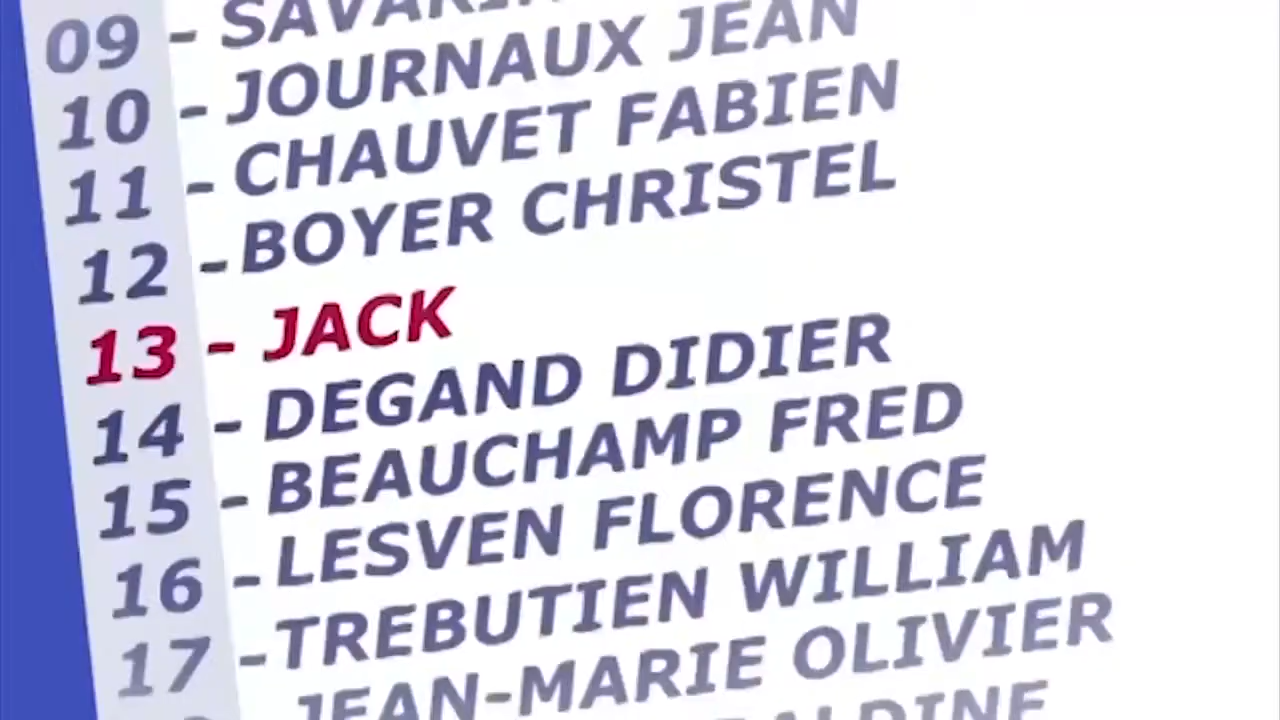 09 -
10 - JOURNAUX JEAN
11 - CHAUVET FABIEN
12 - BOYER CHRISTEL
13 - JACK
14 - DEGAND DIDIER
15 - BEAUCHAMP FRED
16 - LESVEN FLORENCE
17 - TREBUTIEN WILLIAM
JEAN-MARIE OLIVIER